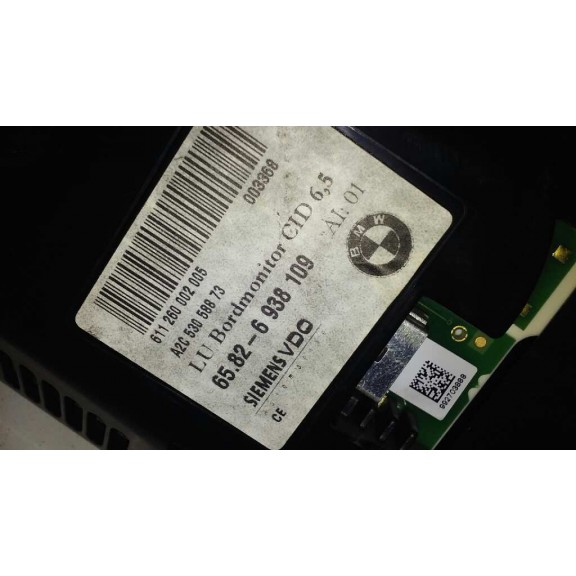 003368
611 260 002 005
A2C 530 598 73
LU Bordmonitor CID 6,5
AI: 01
65.82-6 938 109
BMW
SIEMENS VDO
CE